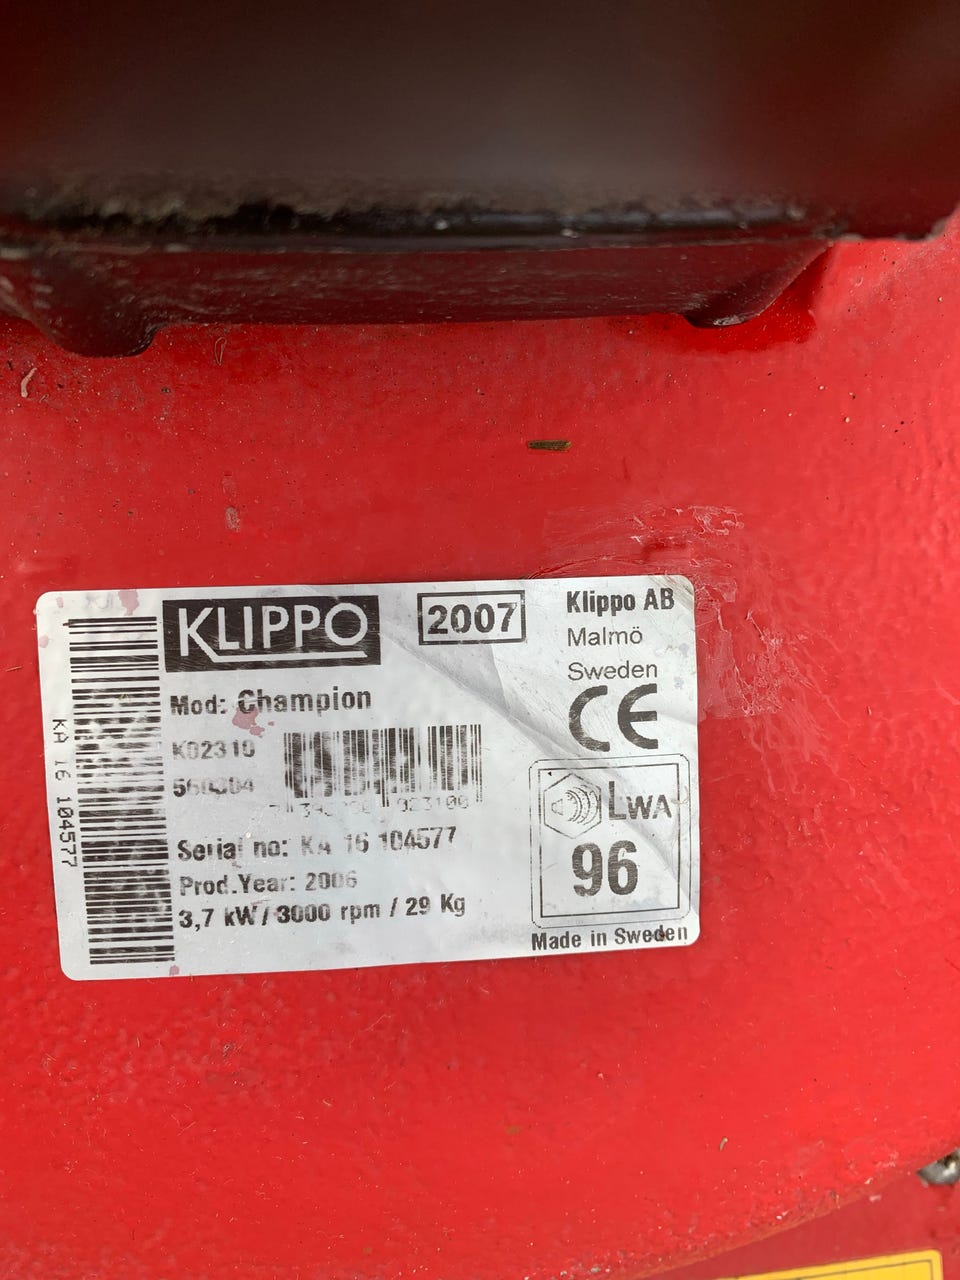 KLIPPO
2007
Klippo AB
Malmö
Sweden
CE
Mod: Champion
K02310
Serial no: KA 16 104577
Prod.Year: 2006
3,7 kW / 3000 rpm / 29 Kg
LWA
96
Made in Sweden
KA 16 104577